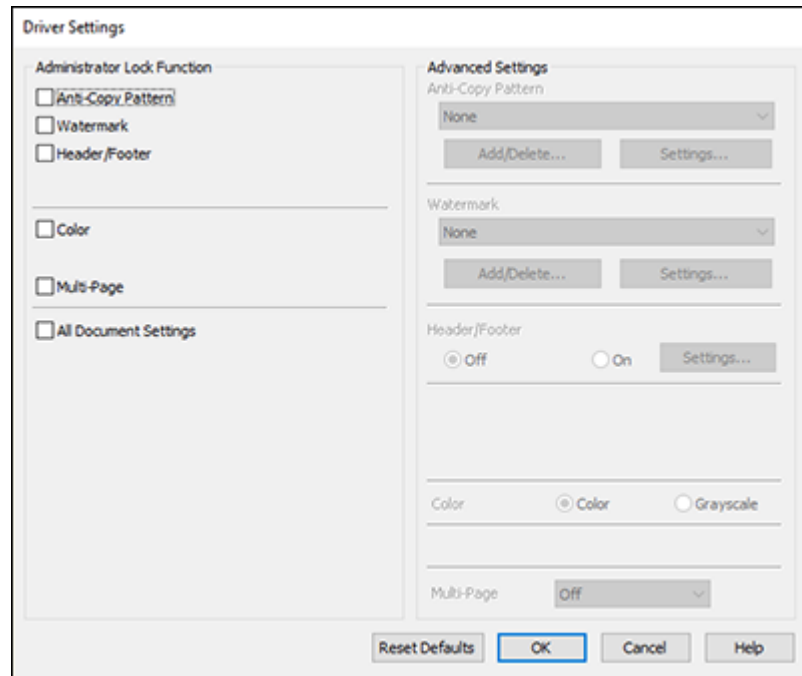 Driver Settings
Administrator Lock Function
Anti-Copy Pattern
Watermark
Header/Footer
Color
Multi-Page
All Document Settings
Advanced Settings
Anti-Copy Pattern
None
Add/Delete... Settings...
Watermark
None
Add/Delete... Settings...
Header/Footer
Off On Settings...
Color Color Grayscale
Multi-Page Off
Reset Defaults OK Cancel Help